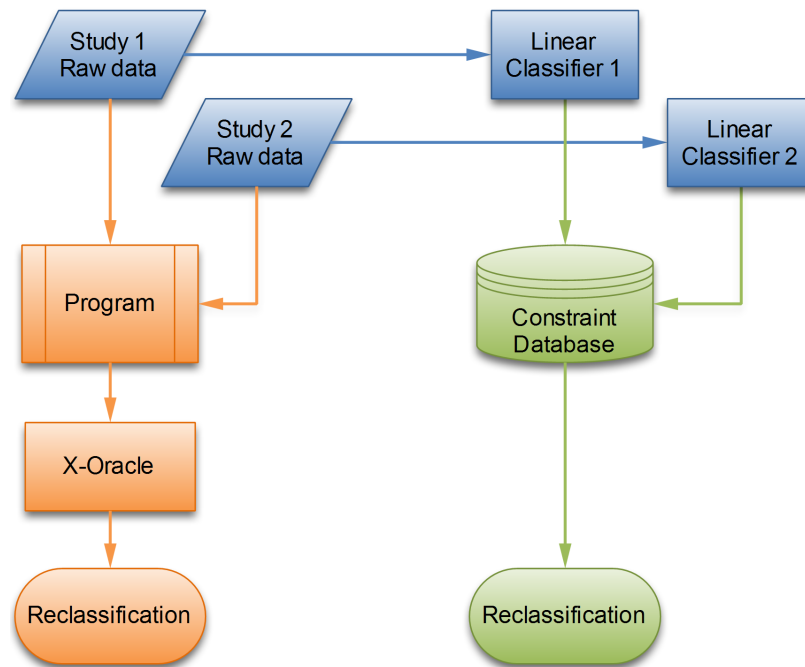 Study 1
Raw data
Linear
Classifier 1
Study 2
Raw data
Linear
Classifier 2
Program
Constraint
Database
X-Oracle
Reclassification
Reclassification